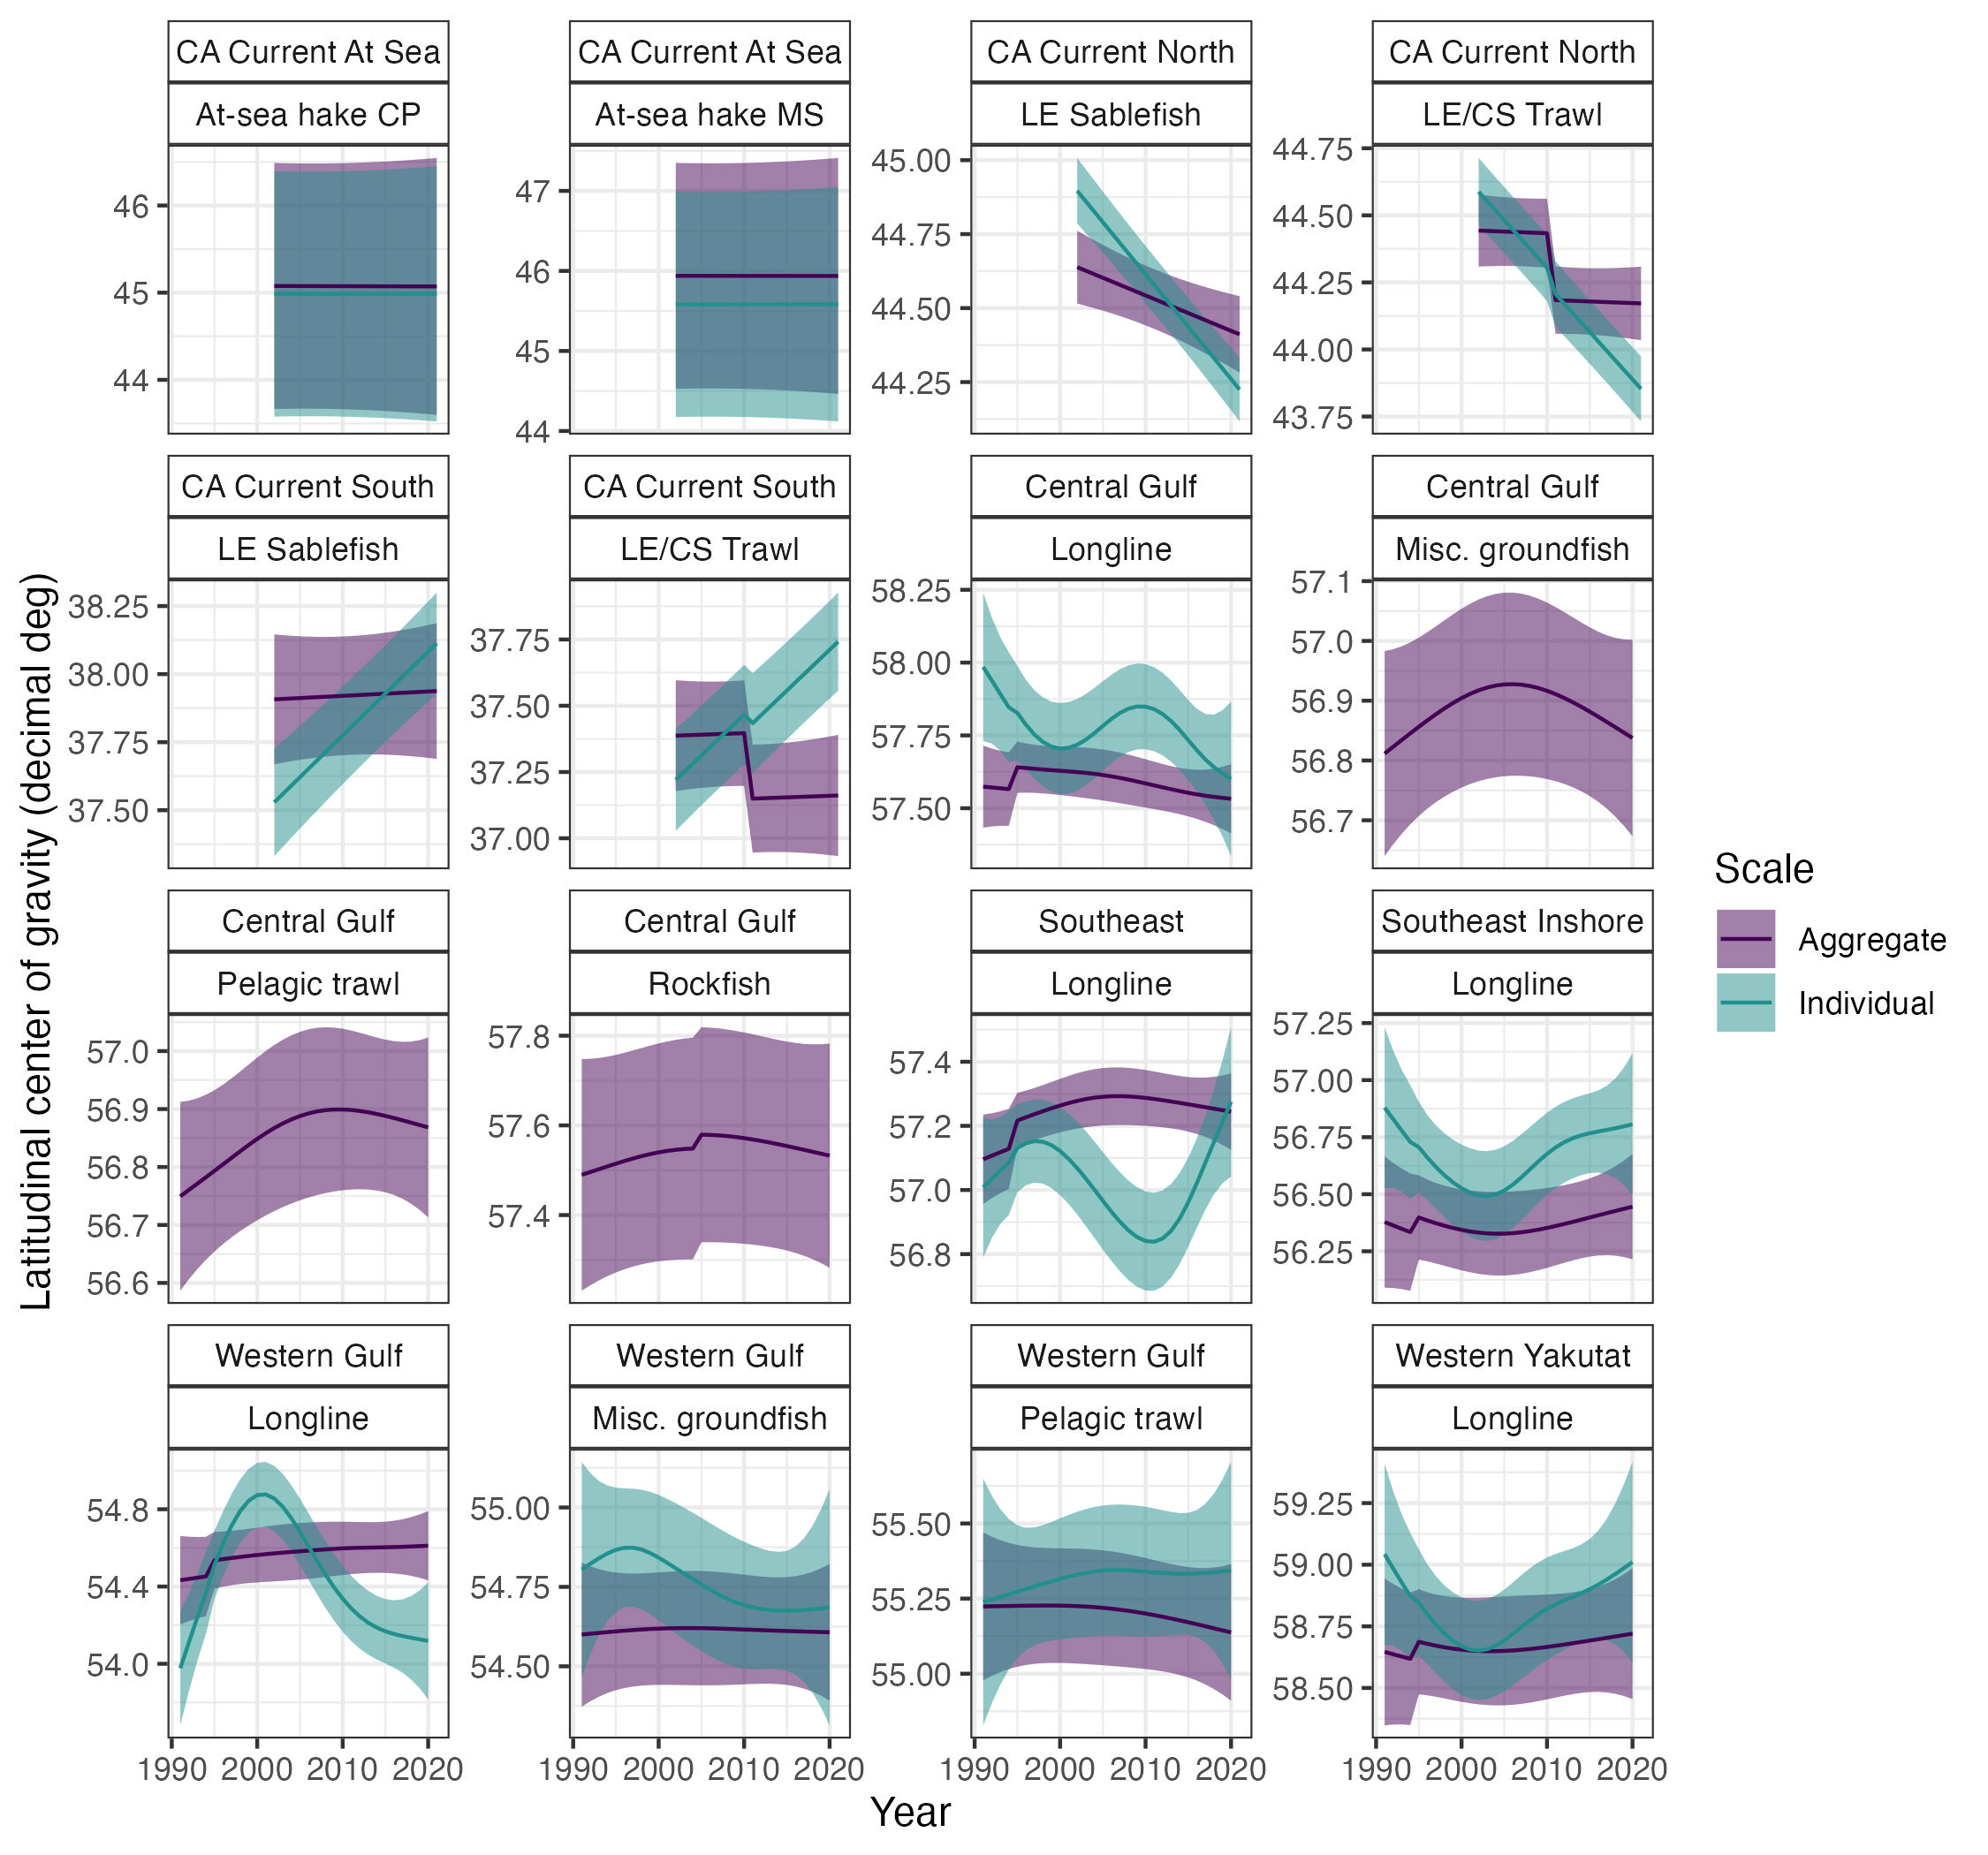 CA Current At Sea
At-sea hake CP
46
45
44
CA Current At Sea
At-sea hake MS
47
46
45
44
CA Current North
LE Sablefish
45.00
44.75
44.50
44.25
CA Current North
LE/CS Trawl
44.75
44.50
44.25
44.00
43.75
CA Current South
LE Sablefish
38.25
38.00
37.75
37.50
CA Current South
LE/CS Trawl
37.75
37.50
37.25
37.00
Central Gulf
Longline
58.25
58.00
57.75
57.50
Central Gulf
Misc. groundfish
57.1
57.0
56.9
56.8
56.7
Central Gulf
Pelagic trawl
57.0
56.9
56.8
56.7
56.6
Central Gulf
Rockfish
57.8
57.6
57.4
Southeast
Longline
57.4
57.2
57.0
56.8
Southeast Inshore
Longline
57.25
57.00
56.75
56.50
56.25
Western Gulf
Longline
54.8
54.4
54.0
1990 2000 2010 2020
Western Gulf
Misc. groundfish
55.00
54.75
54.50
1990 2000 2010 2020
Western Gulf
Pelagic trawl
55.50
55.25
55.00
1990 2000 2010 2020
Western Yakutat
Longline
59.25
59.00
58.75
58.50
1990 2000 2010 2020
Latitudinal center of gravity (decimal deg)
Year
Scale
Aggregate
Individual